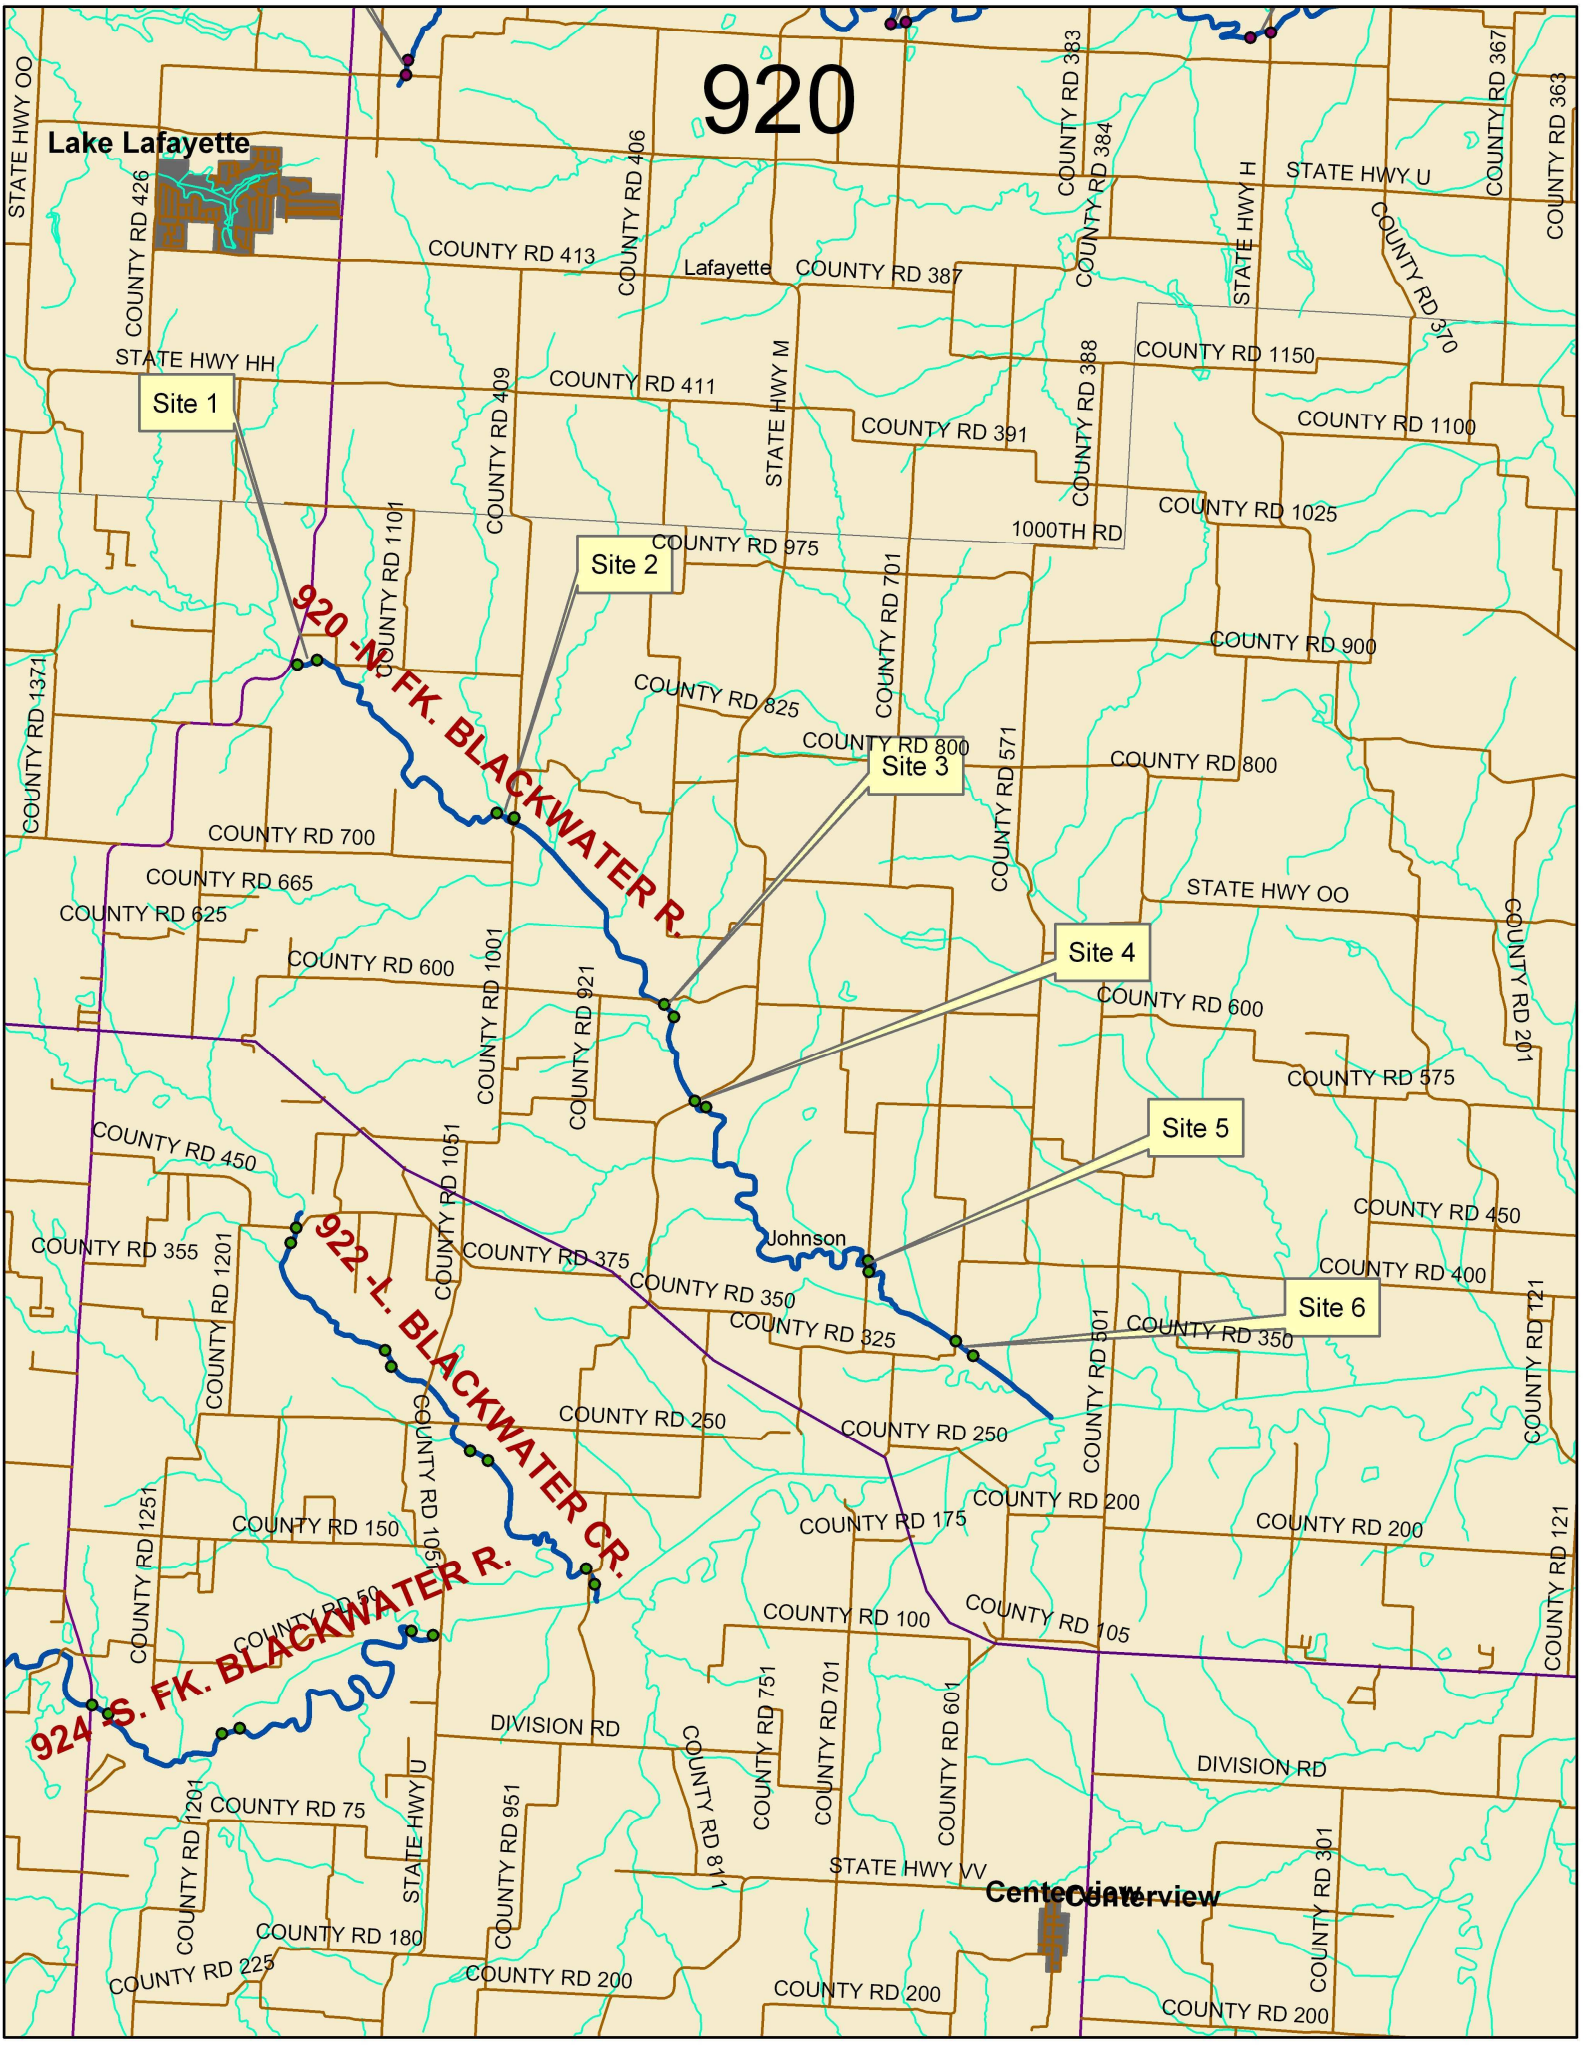 920
STATE HWY OO
COUNTY RD 383
COUNTY RD 367
COUNTY RD 363
Lake Lafayette
COUNTY RD 426
COUNTY RD 406
COUNTY RD 384
STATE HWY H
STATE HWY U
COUNTY RD 370
COUNTY RD 413
Lafayette
COUNTY RD 387
STATE HWY HH
COUNTY RD 411
COUNTY RD 409
STATE HWY M
COUNTY RD 388
COUNTY RD 1150
Site 1
COUNTY RD 391
COUNTY RD 1100
COUNTY RD 1101
COUNTY RD 1025
1000TH RD
COUNTY RD 975
Site 2
COUNTY RD 701
920 -N. FK. BLACKWATER R.
COUNTY RD 900
COUNTY RD 1371
COUNTY RD 825
COUNTY RD 800
Site 3
COUNTY RD 571
COUNTY RD 800
COUNTY RD 700
COUNTY RD 665
COUNTY RD 625
STATE HWY OO
COUNTY RD 201
COUNTY RD 600
COUNTY RD 1001
COUNTY RD 921
Site 4
COUNTY RD 600
COUNTY RD 575
COUNTY RD 450
COUNTY RD 1051
Site 5
COUNTY RD 450
COUNTY RD 355
COUNTY RD 1201
922 -L. BLACKWATER CR.
COUNTY RD 375
Johnson
COUNTY RD 400
COUNTY RD 350
COUNTY RD 325
COUNTY RD 501
COUNTY RD 350
Site 6
COUNTY RD 121
COUNTY RD 250
COUNTY RD 250
COUNTY RD 1051
COUNTY RD 1251
COUNTY RD 150
COUNTY RD 175
COUNTY RD 200
COUNTY RD 200
COUNTY RD 121
COUNTY RD 50
924 -S. FK. BLACKWATER R.
COUNTY RD 100
COUNTY RD 105
DIVISION RD
COUNTY RD 751
COUNTY RD 701
COUNTY RD 601
DIVISION RD
COUNTY RD 75
COUNTY RD 1201
STATE HWY U
COUNTY RD 951
COUNTY RD 811
STATE HWY VV
Centerview
Centerview
COUNTY RD 301
COUNTY RD 180
COUNTY RD 225
COUNTY RD 200
COUNTY RD 200
COUNTY RD 200